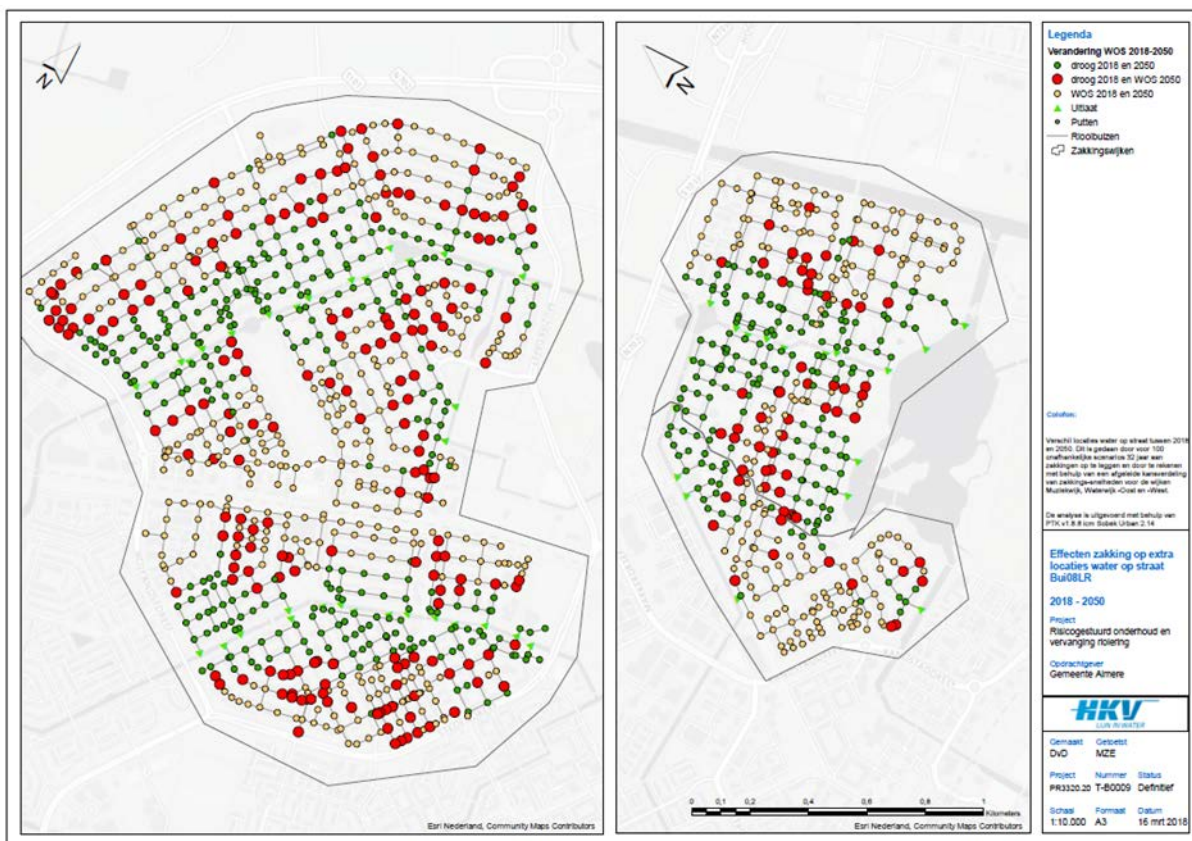 N
N
Esri Nederland, Community Maps Contributors
0 0,1 0,2 0,4 0,6 0,8 1
Kilometers
Esri Nederland, Community Maps Contributors
Legenda
Verandering WOS 2018-2050
droog 2018 en 2050
droog 2018 en WOS 2050
WOS 2018 en 2050
Uitlaat
Putten
Rioolbuizen
Zakkingswijken
Colofon:
Verschil locaties water op straat tussen 2018
en 2050. Dit is gedaan door voor 100
onafhankelijke scenarios 32 jaar aan
zakkingen op te leggen en door te rekenen
met behulp van een afgeleide kansverdeling
van zakkings-snelheden voor de wijken
Muziekwijk, Waterwijk -Oost en -West.
De analyse is uitgevoerd met behulp van
PTK v1.8.8 icm Sobek Urban 2.14
Effecten zakking op extra
locaties water op straat
Bui08LR
2018 - 2050
Project
Risicogestuurd onderhoud en
vervanging riolering
Opdrachtgever
Gemeente Almere
HKV
LIJN IN WATER
Gemaakt Getoetst
DvD MZE
Project Nummer Status
PR3320.20 T-B0009 Definitief
Schaal Formaat Datum
1:10.000 A3 16 mrt 2018